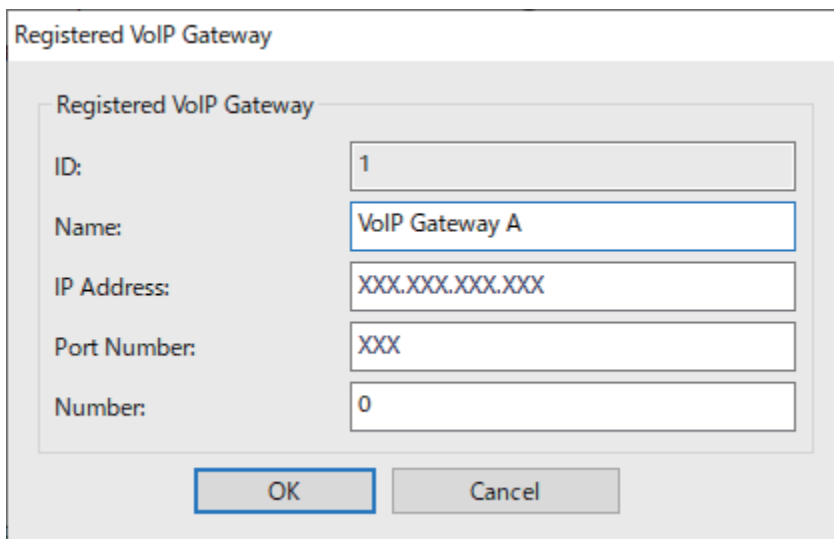 Registered VoIP Gateway
Registered VoIP Gateway
ID: 1
Name: VoIP Gateway A
IP Address: XXX.XXX.XXX.XXX
Port Number: XXX
Number: 0
OK Cancel